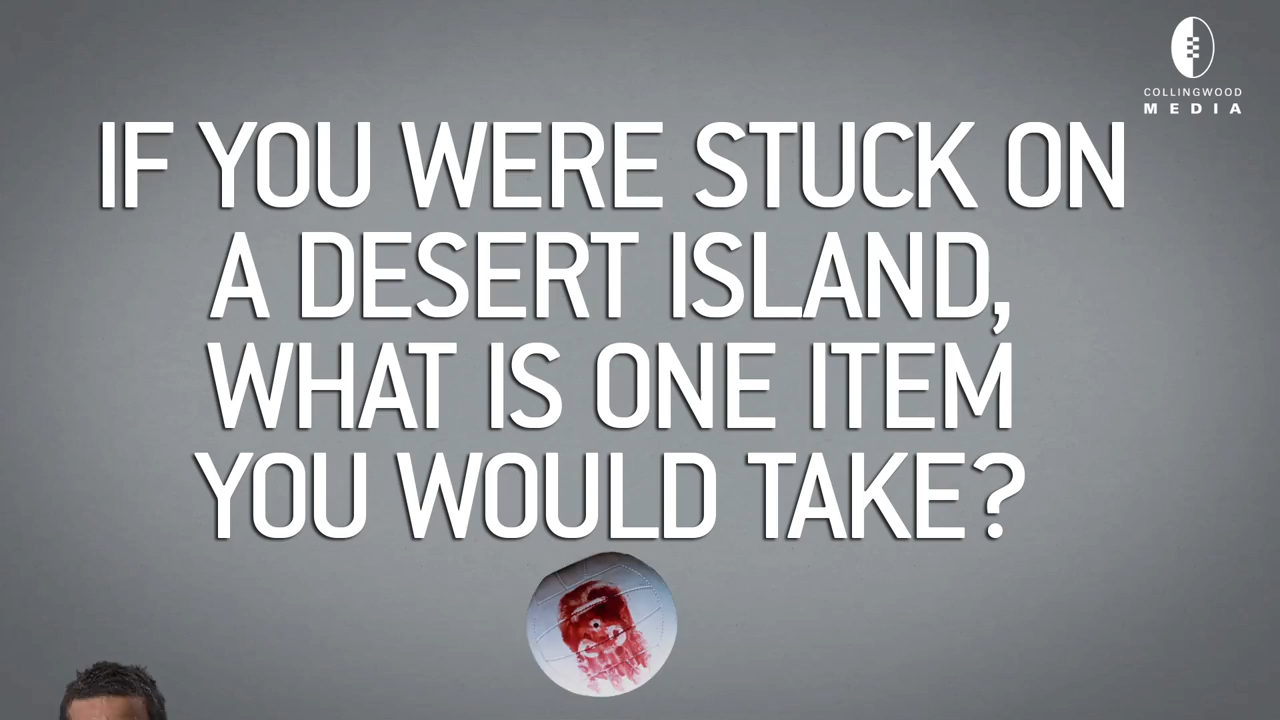 COLLINGWOOD
MEDIA
IF YOU WERE STUCK ON
A DESERT ISLAND,
WHAT IS ONE ITEM
YOU WOULD TAKE?